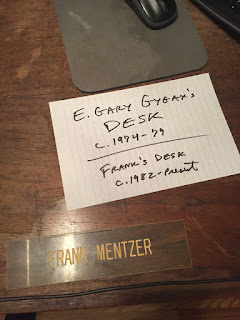 E. GARY GYGAX'S
DESK
c. 1974-79
FRANK'S DESK
c. 1982-Present
FRANK MENTZER